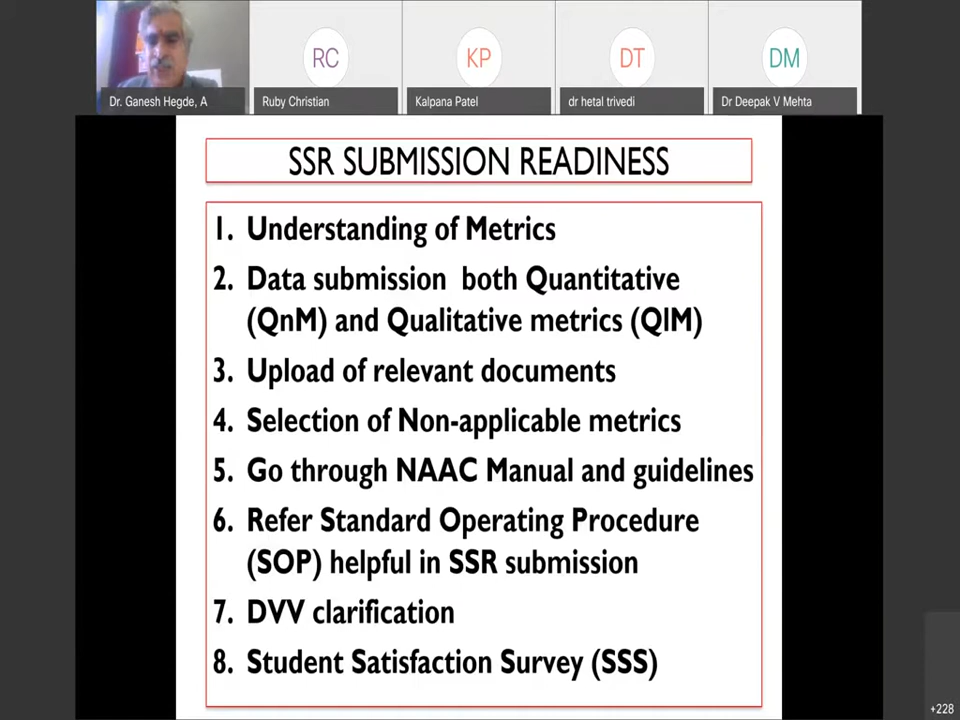 RC
KP
DT
DM
Dr. Ganesh Hegde, A
Ruby Christian
Kalpana Patel
dr hetal trivedi
Dr Deepak V Mehta
SSR SUBMISSION READINESS
1. Understanding of Metrics
2. Data submission both Quantitative
(QnM) and Qualitative metrics (QlM)
3. Upload of relevant documents
4. Selection of Non-applicable metrics
5. Go through NAAC Manual and guidelines
6. Refer Standard Operating Procedure
(SOP) helpful in SSR submission
7. DVV clarification
8. Student Satisfaction Survey (SSS)
+228